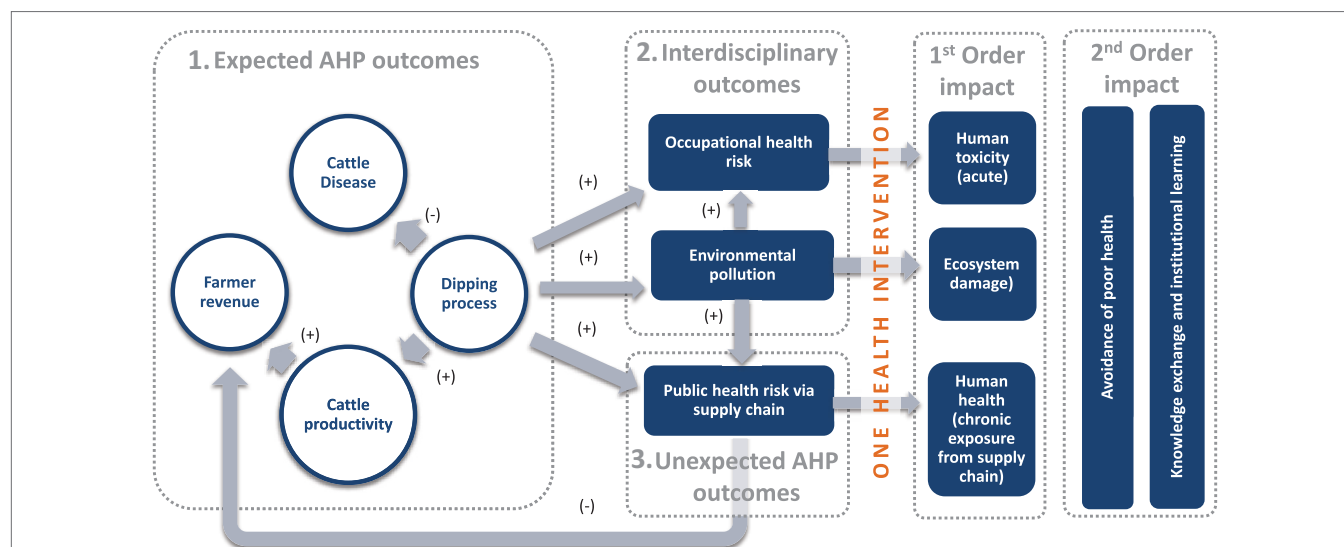 1. Expected AHP outcomes
Cattle
Disease
(-)
Farmer
revenue
Dipping
process
(+)
(+)
Cattle
productivity
(+)
(+)
(+)
(-)
2. Interdisciplinary
outcomes
Occupational health
risk
(+)
Environmental
pollution
(+)
Public health risk via
supply chain
3. Unexpected AHP
outcomes
ONE HEALTH INTERVENTION
1st Order
impact
Human
toxicity
(acute)
Ecosystem
damage)
Human
health
(chronic
exposure
from supply
chain)
2nd Order
impact
Avoidance of poor health
Knowledge exchange and institutional learning